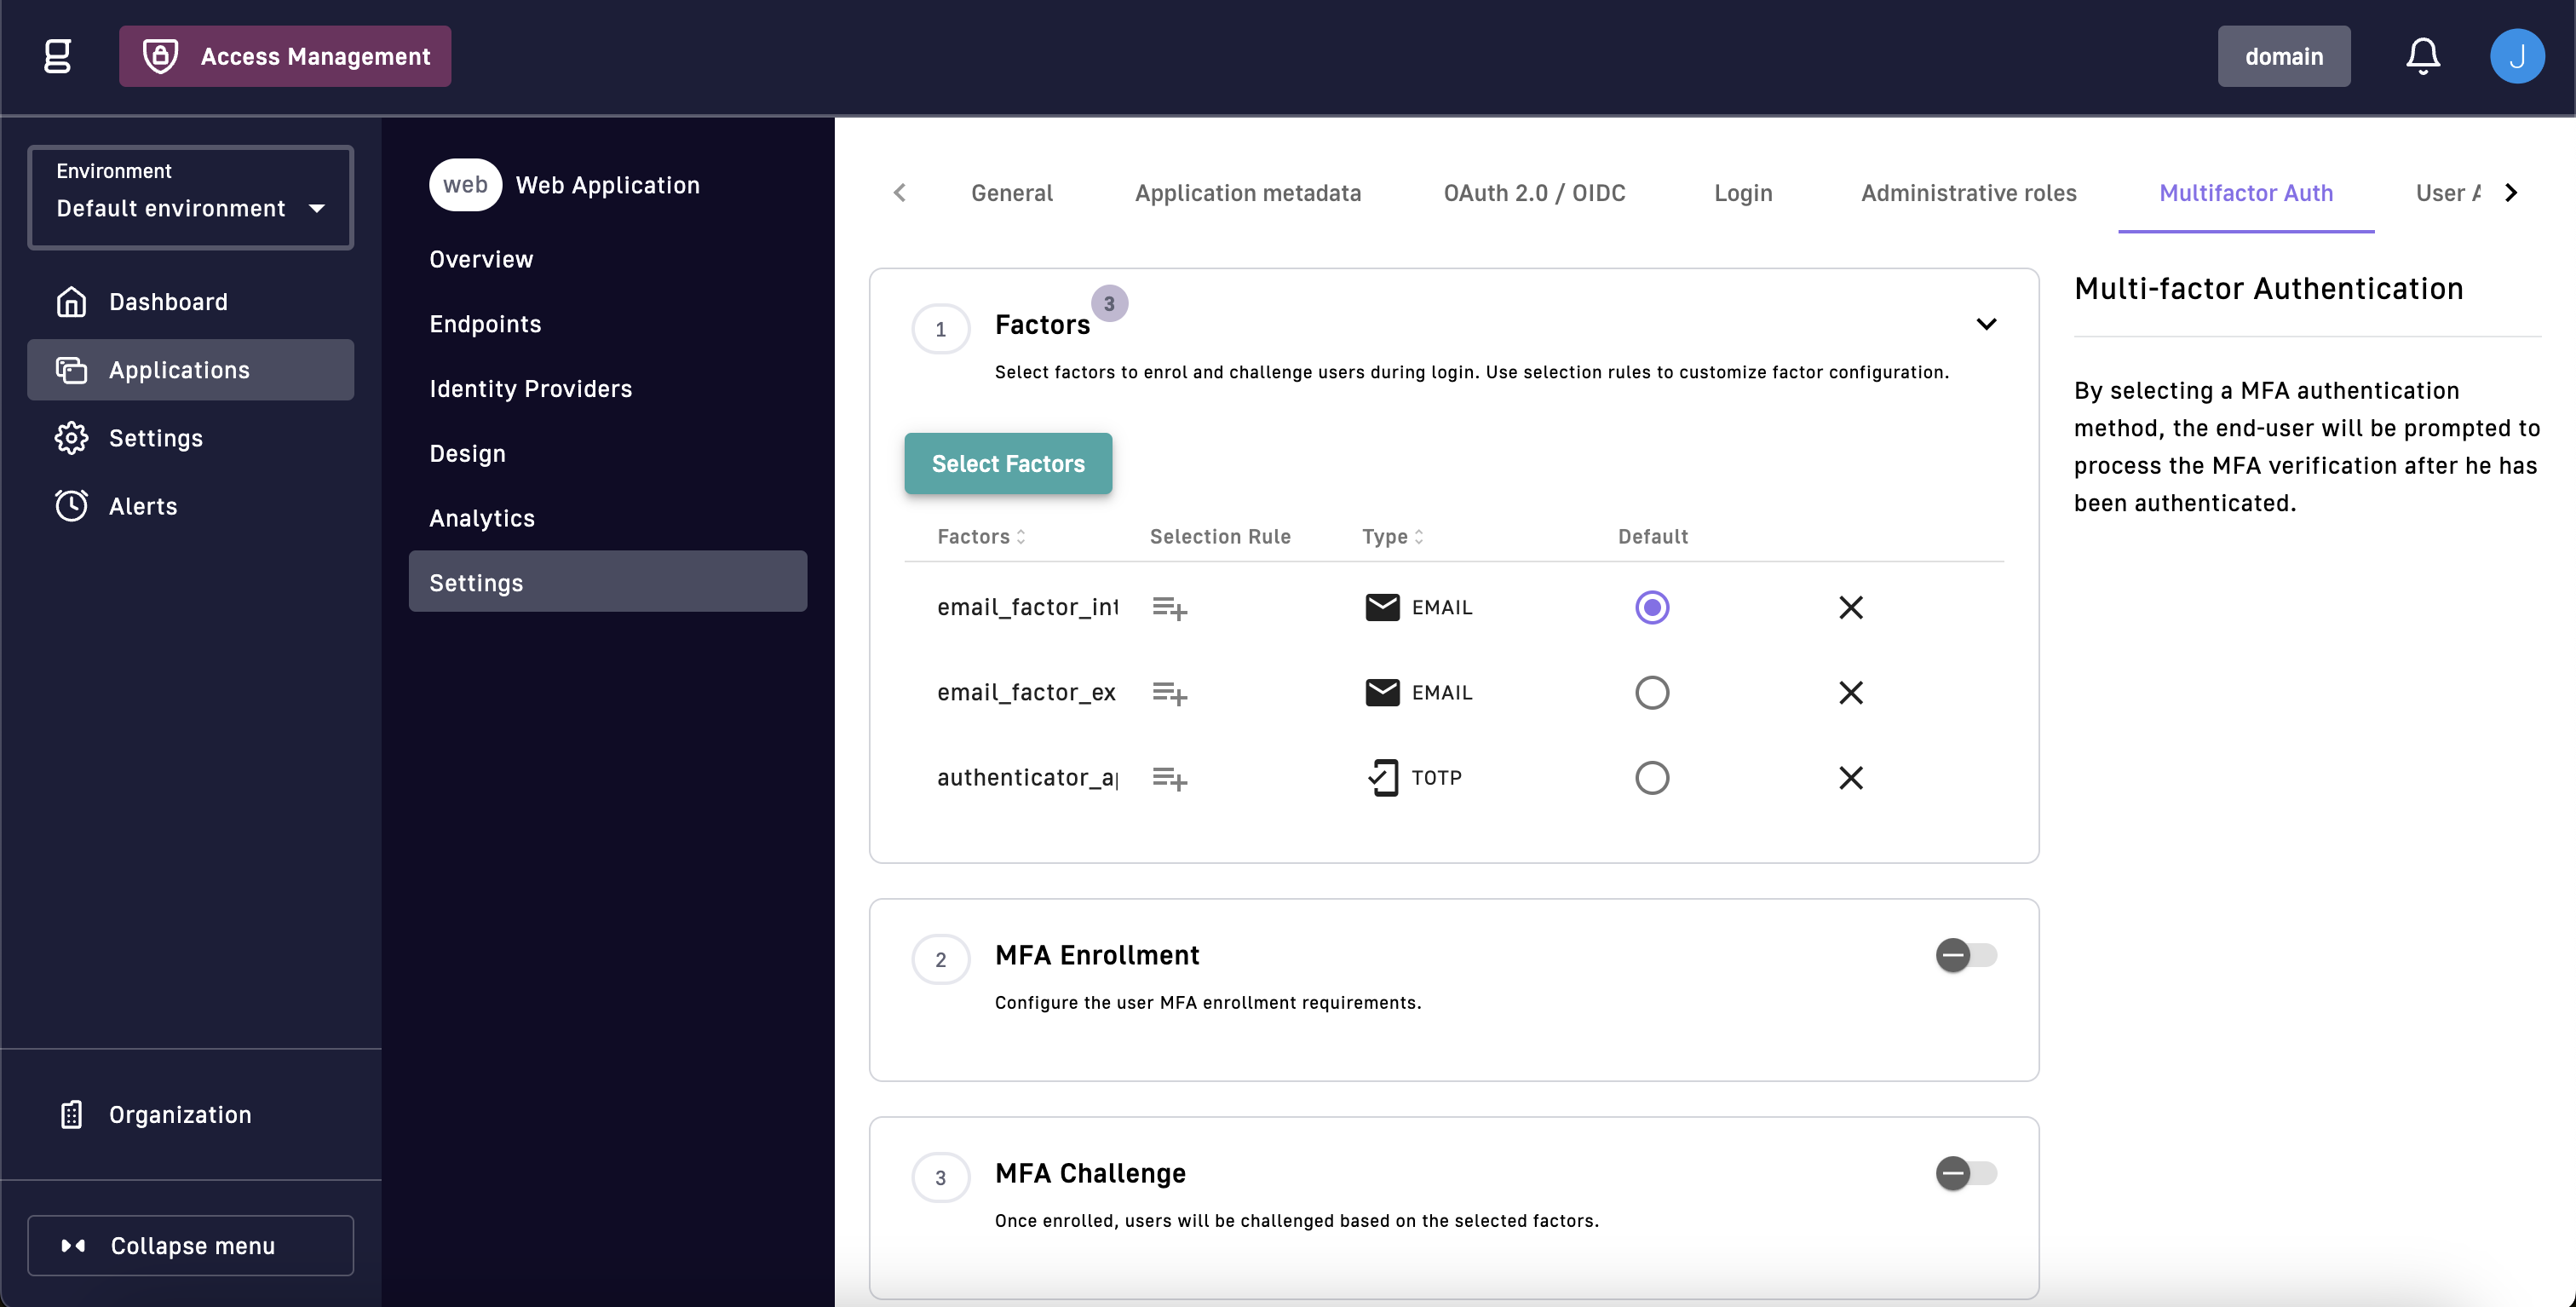 g
Access Management
domain
J
Environment
Default environment
Dashboard
Applications
Settings
Alerts
Organization
Collapse menu
web Web Application
Overview
Endpoints
Identity Providers
Design
Analytics
Settings
General Application metadata OAuth 2.0 / OIDC Login Administrative roles Multifactor Auth User A
1 Factors 3
Select factors to enrol and challenge users during login. Use selection rules to customize factor configuration.
Select Factors
Factors Selection Rule Type Default
email_factor_int EMAIL
email_factor_ex EMAIL
authenticator_a TOTP
2 MFA Enrollment
Configure the user MFA enrollment requirements.
3 MFA Challenge
Once enrolled, users will be challenged based on the selected factors.
Multi-factor Authentication
By selecting a MFA authentication
method, the end-user will be prompted to
process the MFA verification after he has
been authenticated.